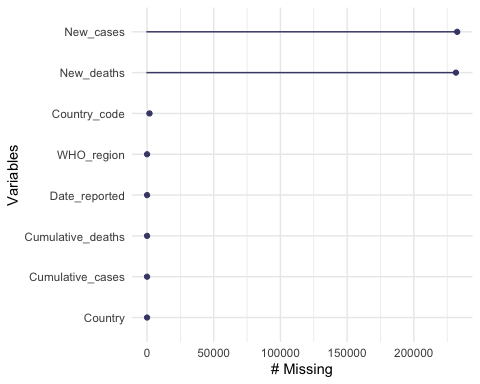 New_cases
New_deaths
Country_code
WHO_region
Date_reported
Cumulative_deaths
Cumulative_cases
Country
Variables
0 50000 100000 150000 200000
# Missing